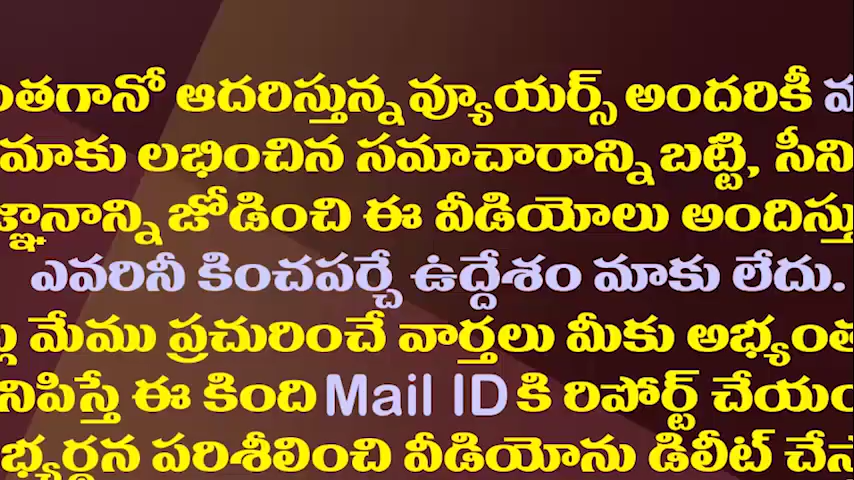 ంతగానో ఆదరిస్తున్న వ్యూయర్స్ అందరికీ
మాకు లభించిన సమాచారాన్ని బట్టి, సీని
జ్ఞానాన్ని జోడించి ఈ వీడియోలు అందిస్తు
ఎవరినీ కించపర్చే ఉద్దేశం మాకు లేదు.
మేము ప్రచురించే వార్తలు మీకు అభ్యంత
నిపిస్తే ఈ కింది Mail ID కి రిపోర్ట్ చేయం
భ్యర్థన పరిశీలించి వీడియోను డిలీట్ చేస